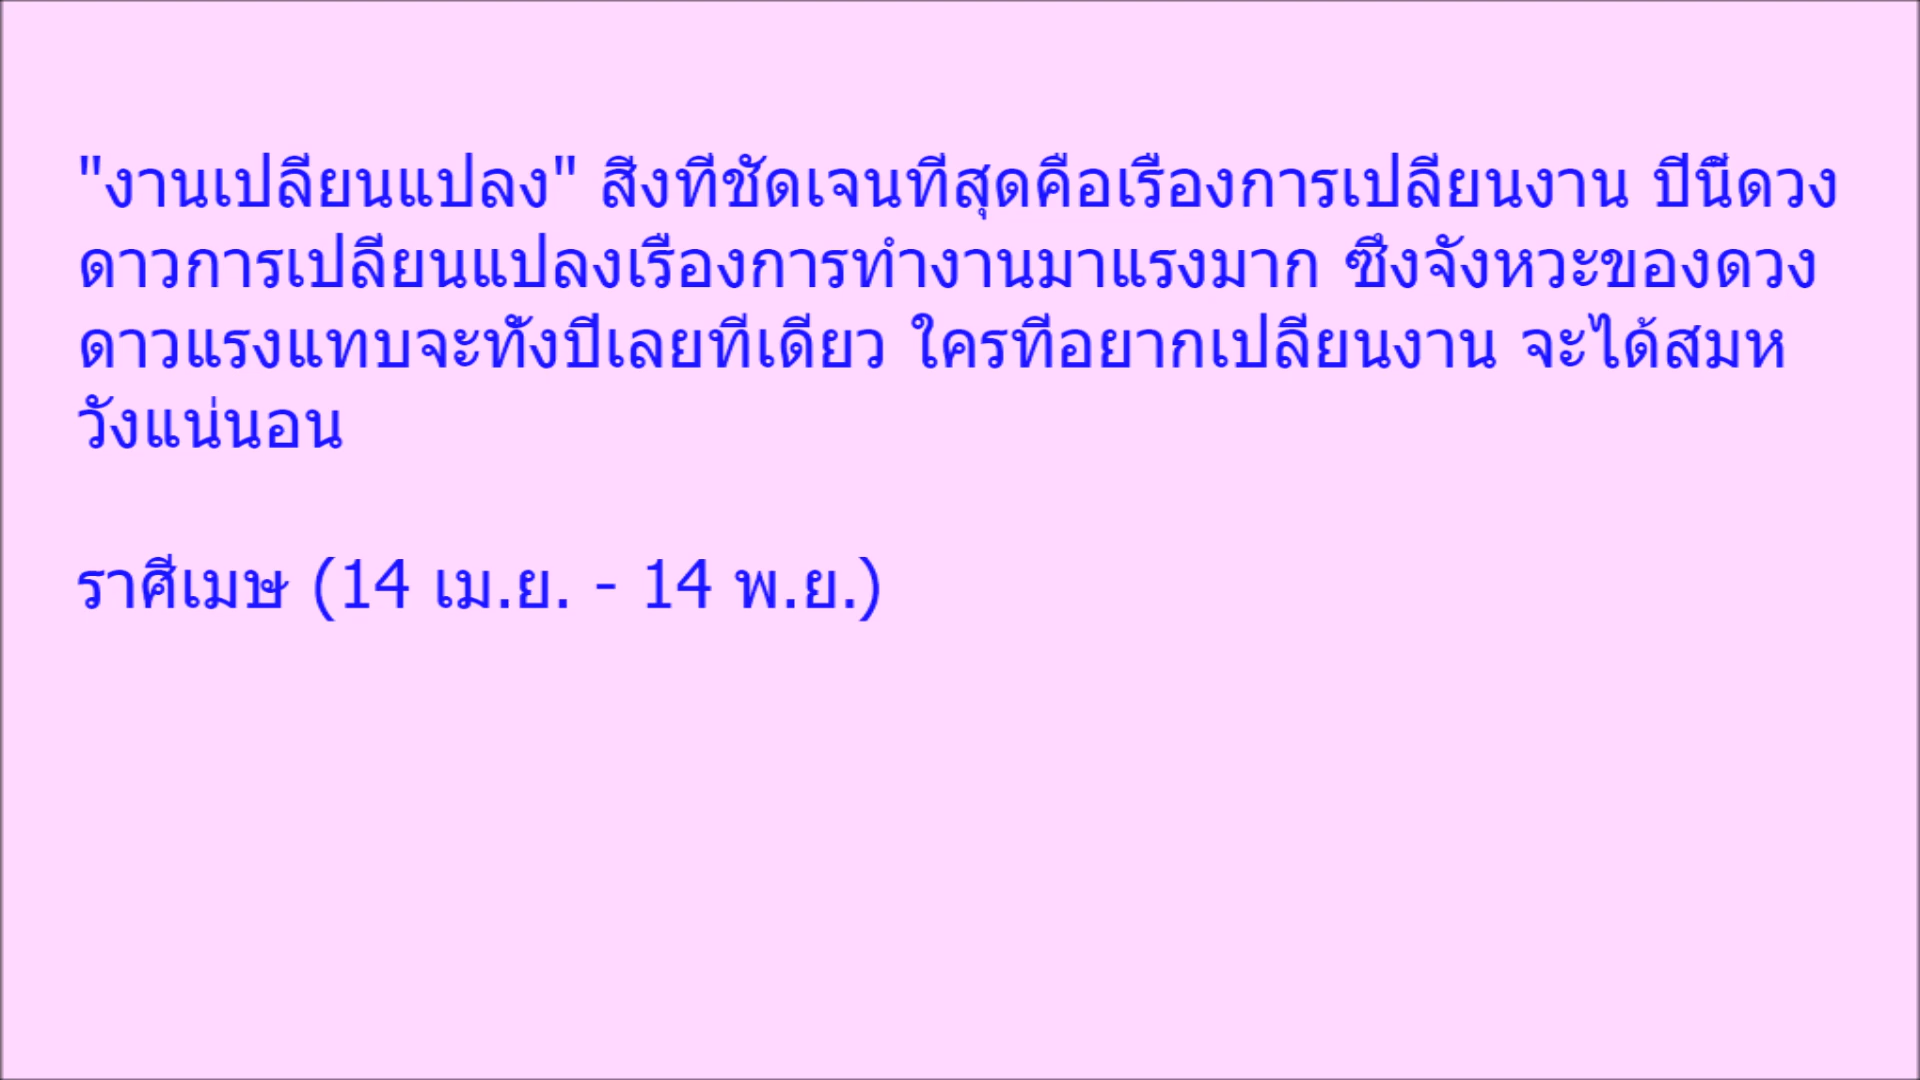 "งานเปลี่ยนแปลง" สิ่งที่ชัดเจนที่สุดคือเรื่องการเปลี่ยนงาน ปีนี้ดวง
ดาวการเปลี่ยนแปลงเรื่องการทำงานมาแรงมาก ซึ่งจังหวะของดวง
ดาวแรงแทบจะทั้งปีเลยทีเดียว ใครที่อยากเปลี่ยนงาน จะได้สมห
วังแน่นอน
ราศีเมษ (14 เม.ย. - 14 พ.ย.)